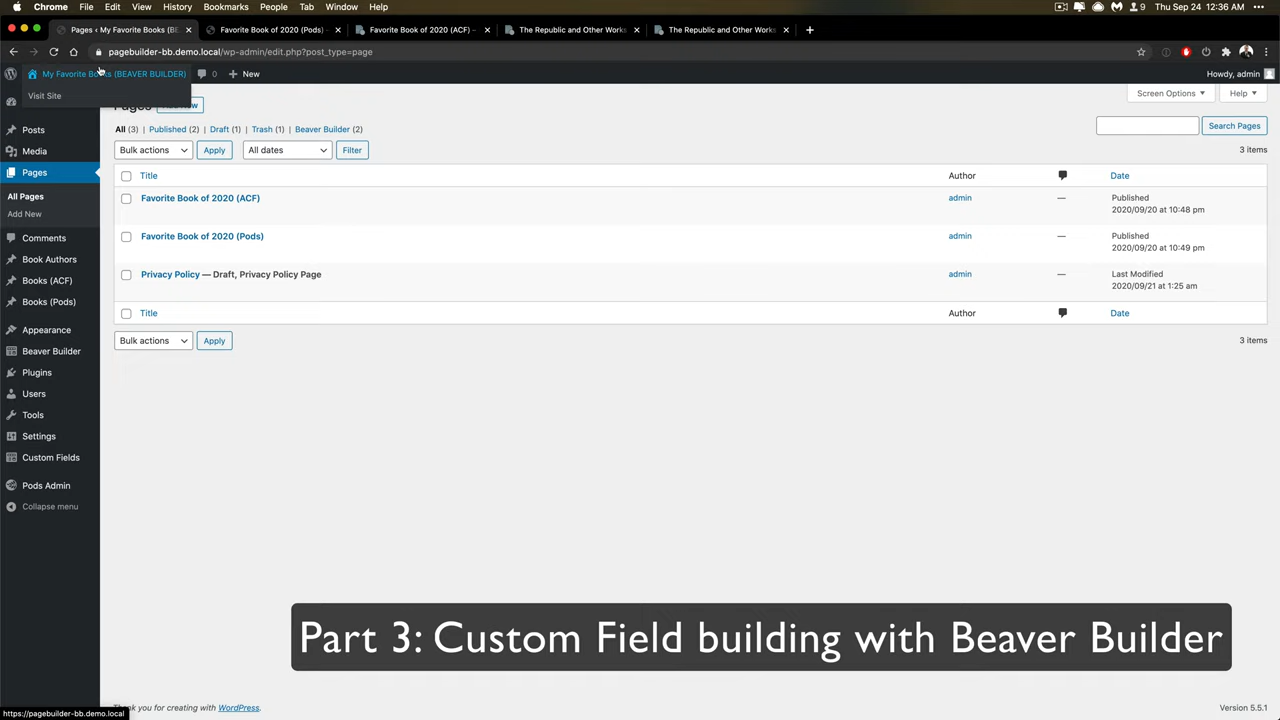 Chrome File Edit View History Bookmarks People Tab Window Help
9 Thu Sep 24 12:36 AM
Pages ‹ My Favorite Books (BE
Favorite Book of 2020 (Pods) -
Favorite Book of 2020 (ACF) –
The Republic and Other Works
The Republic and Other Works
pagebuilder-bb.demo.local/wp-admin/edit.php?post_type=page
My Favorite Books (BEAVER BUILDER) 0 New
Howdy, admin
Visit Site
Screen Options Help
Posts
Media
Pages
All Pages
Add New
Comments
Book Authors
Books (ACF)
Books (Pods)
Appearance
Beaver Builder
Plugins
Users
Tools
Settings
Custom Fields
Pods Admin
Collapse menu
All (3) | Published (2) | Draft (1) | Trash (1) | Beaver Builder (2)
Search Pages
Bulk actions Apply All dates Filter
3 items
Title Author Date
Favorite Book of 2020 (ACF) admin — Published
2020/09/20 at 10:48 pm
Favorite Book of 2020 (Pods) admin — Published
2020/09/20 at 10:49 pm
Privacy Policy — Draft, Privacy Policy Page admin — Last Modified
2020/09/21 at 1:25 am
Title Author Date
Bulk actions Apply
3 items
Part 3: Custom Field building with Beaver Builder
you for creating with WordPress.
Version 5.5.1
https://pagebuilder-bb.demo.local